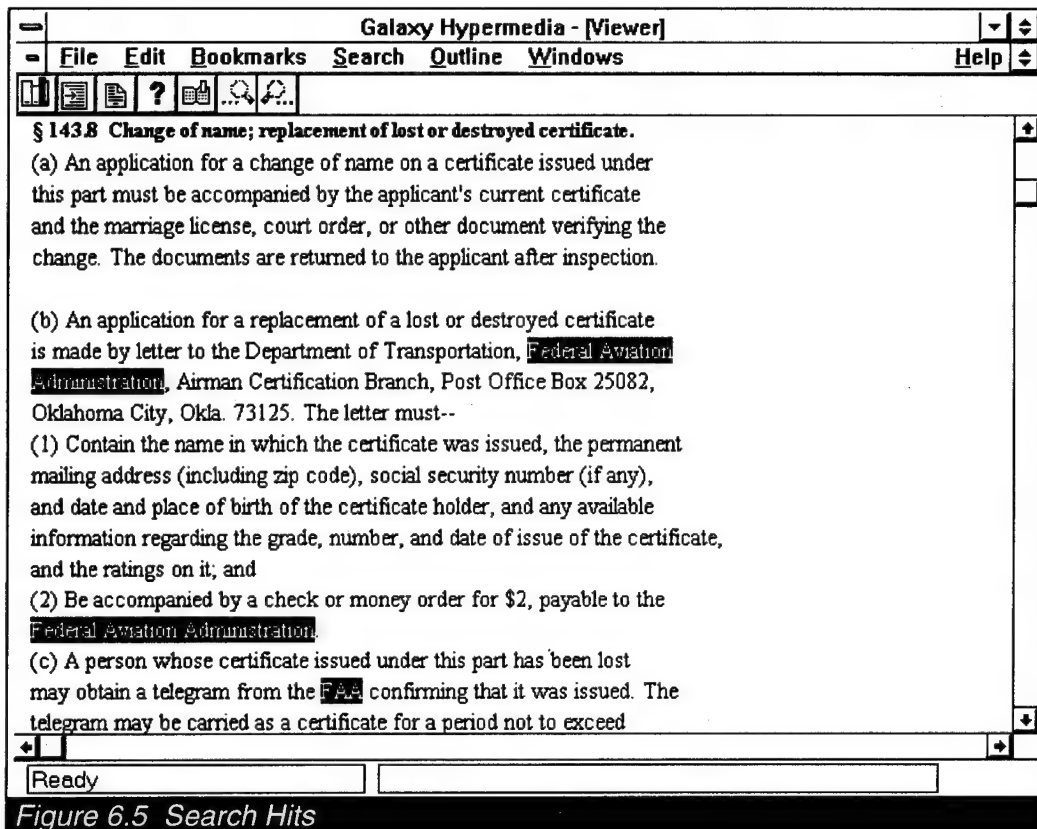 Galaxy Hypermedia - [Viewer]
File Edit Bookmarks Search Outline Windows Help
?
§ 143.8 Change of name; replacement of lost or destroyed certificate.
(a) An application for a change of name on a certificate issued under
this part must be accompanied by the applicant's current certificate
and the marriage license, court order, or other document verifying the
change. The documents are returned to the applicant after inspection.
(b) An application for a replacement of a lost or destroyed certificate
is made by letter to the Department of Transportation, Federal Aviation
Administration, Airman Certification Branch, Post Office Box 25082,
Oklahoma City, Okla. 73125. The letter must--
(1) Contain the name in which the certificate was issued, the permanent
mailing address (including zip code), social security number (if any),
and date and place of birth of the certificate holder, and any available
information regarding the grade, number, and date of issue of the certificate,
and the ratings on it; and
(2) Be accompanied by a check or money order for $2, payable to the
Federal Aviation Administration.
(c) A person whose certificate issued under this part has been lost
may obtain a telegram from the FAA confirming that it was issued. The
telegram may be carried as a certificate for a period not to exceed
Ready
Figure 6.5 Search Hits